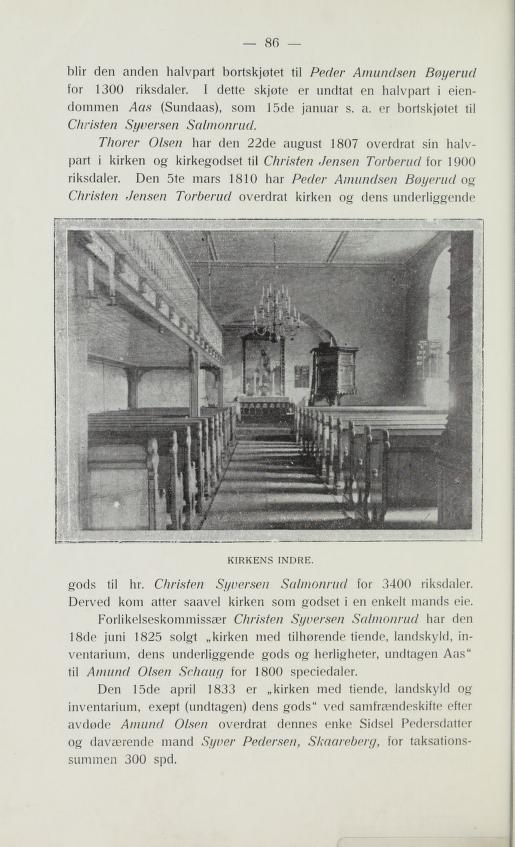 — 86 —
blir den anden halvpart bortskjøtet til Peder Amundsen Bøyerud
for 1300 riksdaler. I dette skjøte er undtat en halvpart i eien-
dommen Aas (Sundaas), som 15de januar s. a. er bortskjøtet til
Christen Syversen Salmonrud.
Thorer Olsen har den 22de august 1807 overdrat sin halv-
part i kirken og kirkegodset til Christen Jensen Torberud for 1900
riksdaler. Den 5te mars 1810 har Peder Amundsen Bøyerud og
Christen Jensen Torberud overdrat kirken og dens underliggende
KIRKENS INDRE.
gods til hr. Christen Syversen Salmonrud for 3400 riksdaler.
Derved kom atter saavel kirken som godset i en enkelt mands eie.
Forlikelseskommissær Christen Syversen Salmonrud har den
18de juni 1825 solgt „kirken med tilhørende tiende, landskyld, in-
ventarium, dens underliggende gods og herligheter, undtagen Aas“
til Amund Olsen Schaug for 1800 speciedaler.
Den 15de april 1833 er „kirken med tiende, landskyld og
inventarium, exept (undtagen) dens gods“ ved samfrændeskifte efter
avdøde Amund Olsen overdrat dennes enke Sidsel Pedersdatter
og daværende mand Syver Pedersen, Skaareberg, for taksations-
summen 300 spd.